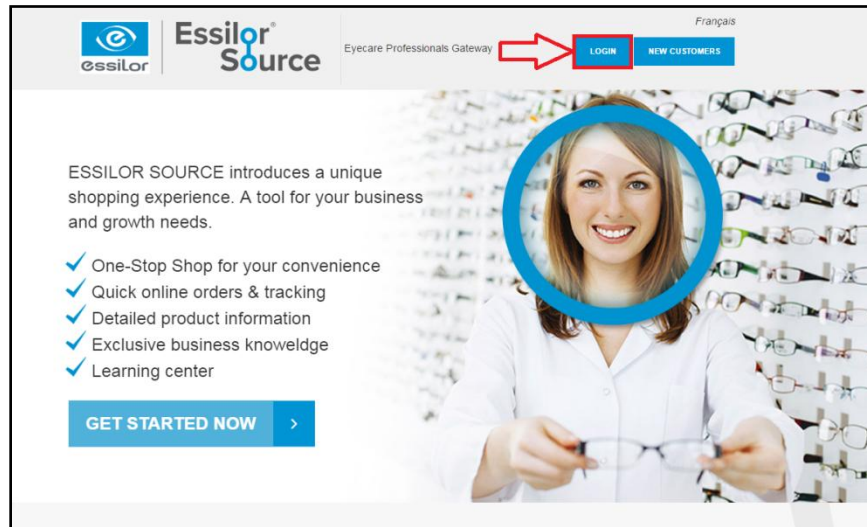 Français
essilor
Essilor®
Source
Eyecare Professionals Gateway
LOGIN
NEW CUSTOMERS
ESSILOR SOURCE introduces a unique
shopping experience. A tool for your business
and growth needs.
One-Stop Shop for your convenience
Quick online orders & tracking
Detailed product information
Exclusive business knoweldge
Learning center
GET STARTED NOW >